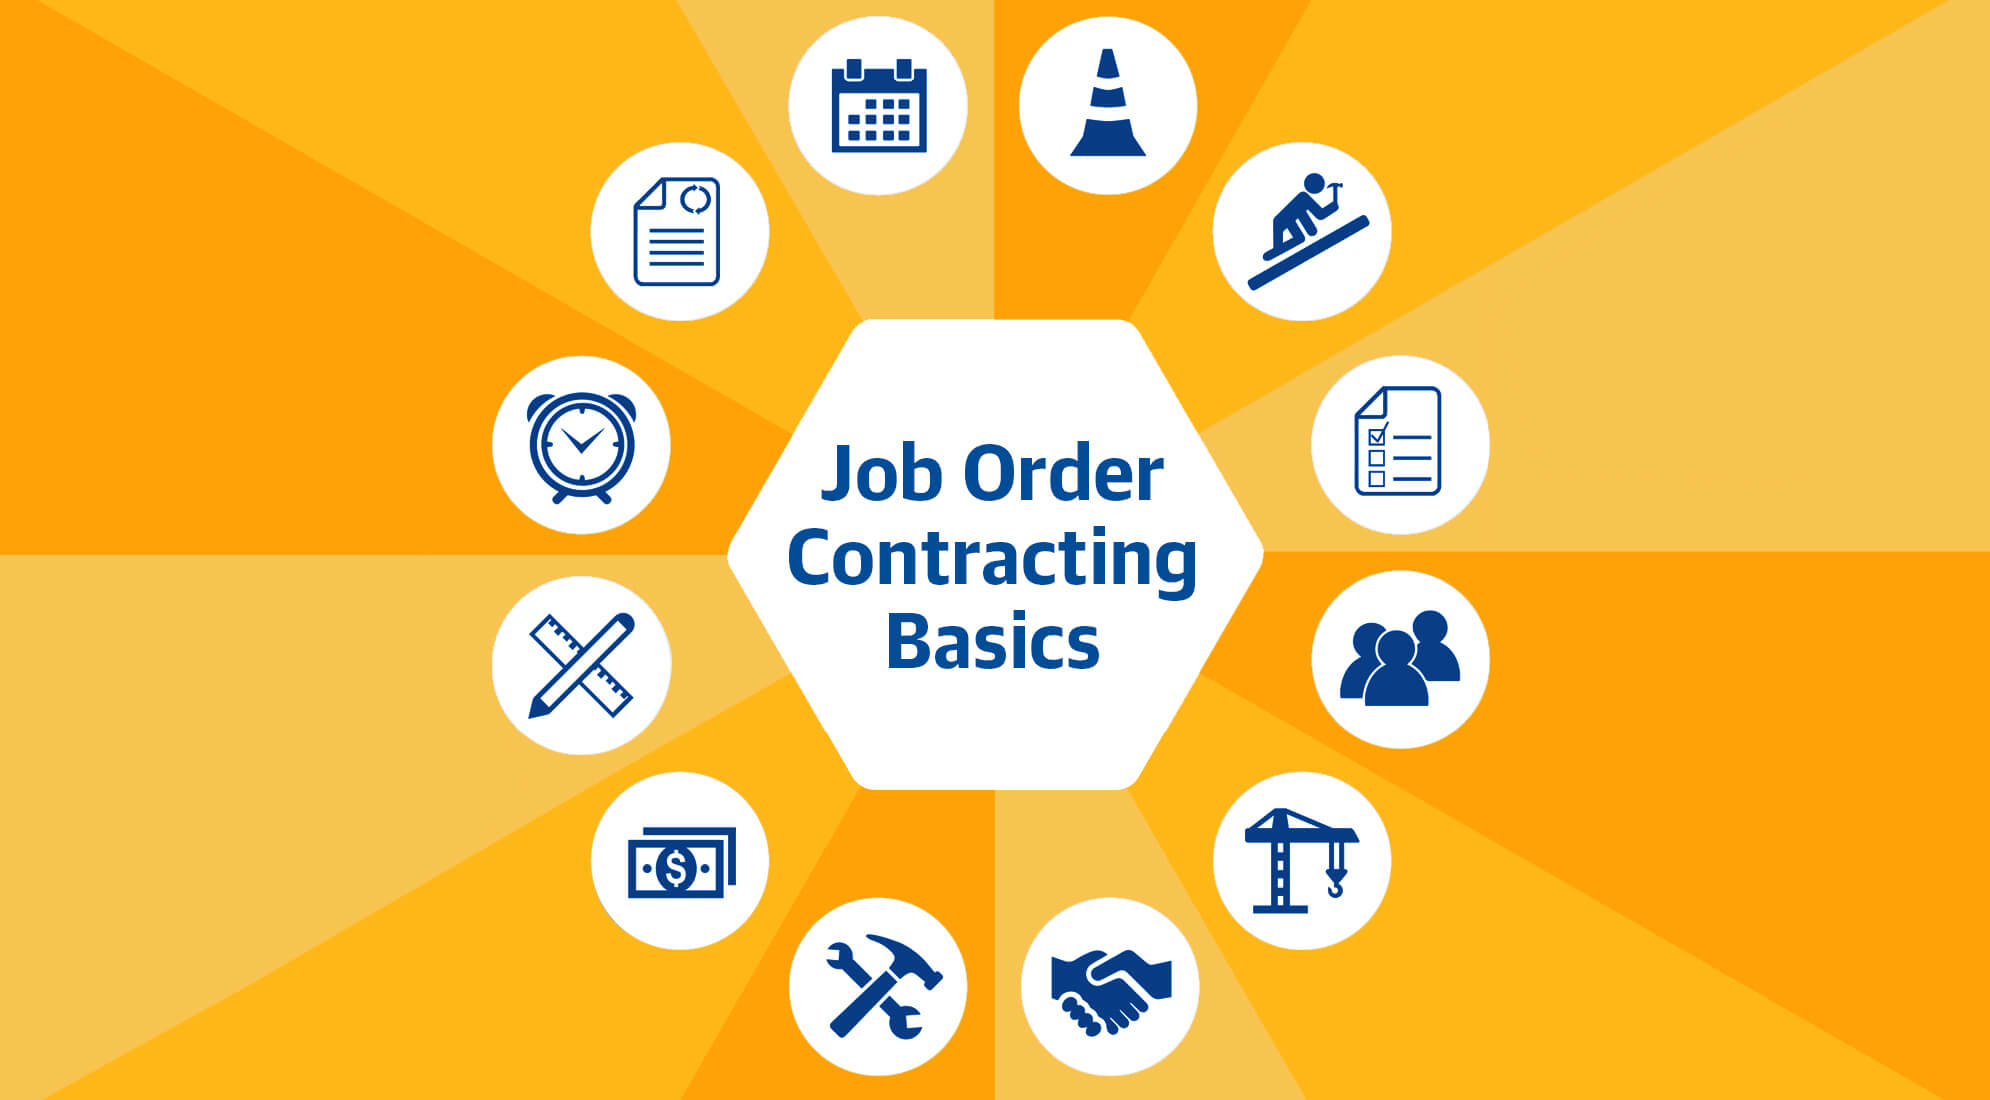 Job Order
Contracting
Basics
$